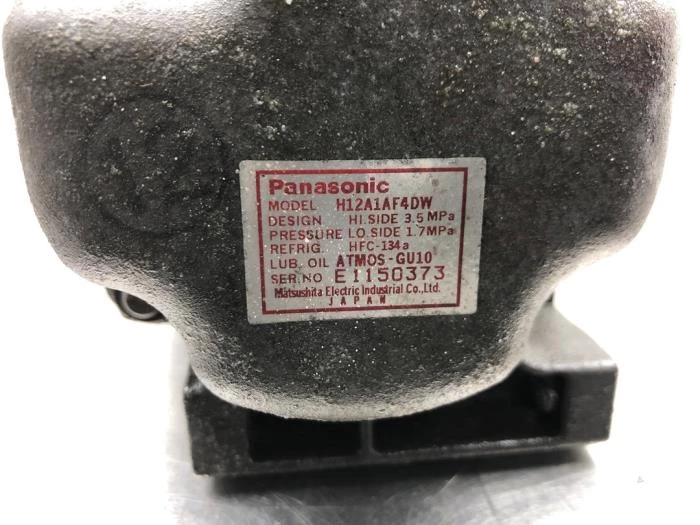 Panasonic
MODEL H12A1AF4DW
DESIGN HI.SIDE 3.5 MPa
PRESSURE LO.SIDE 1.7MPa
REFRIG. HFC-134a
LUB. OIL ATMOS-GU10
SER.NO E1150373
Matsushita Electric Industrial Co.,Ltd.
JAPAN